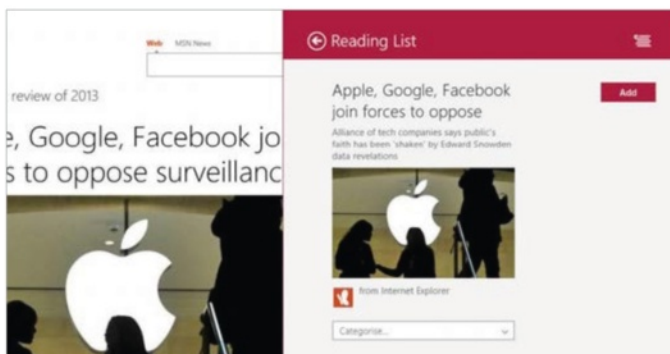 Web MSN News
review of 2013
e, Google, Facebook jo
s to oppose surveillanc
Reading List
Apple, Google, Facebook
join forces to oppose
Alliance of tech companies says public's
faith has been 'shaken' by Edward Snowden
data revelations
Add
from Internet Explorer
Categorise...